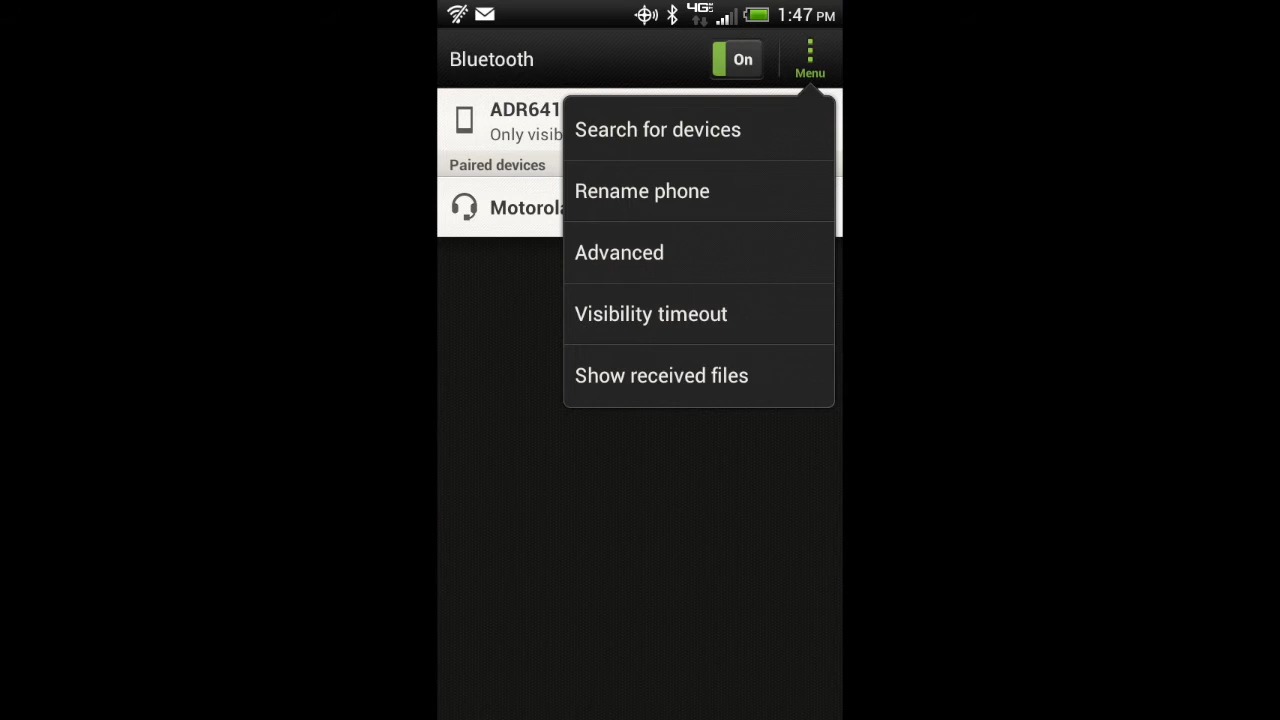 4G 1:47 PM
Bluetooth On
Menu
ADR641
Only visib
Paired devices
Motorola
Search for devices
Rename phone
Advanced
Visibility timeout
Show received files